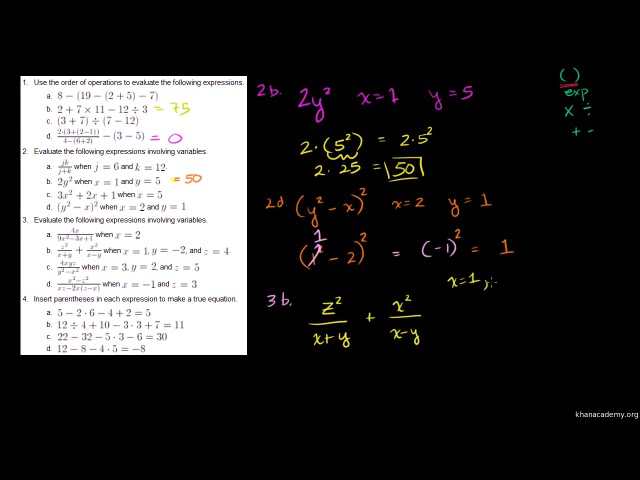 1. Use the order of operations to evaluate the following expressions.
a. 8 − (19 − (2 + 5) − 7)
b. 2 + 7 × 11 − 12 ÷ 3 = 75
c. (3 + 7) ÷ (7 − 12)
d. 2·(3+(2−1))/4−(6+2) − (3 − 5) = 0
2. Evaluate the following expressions involving variables.
a. jk/j+k when j = 6 and k = 12.
b. 2y² when x = 1 and y = 5 = 50
c. 3x² + 2x + 1 when x = 5
d. (y² − x)² when x = 2 and y = 1
3. Evaluate the following expressions involving variables.
a. 4x/9x²−3x+1 when x = 2
b. z²/x+y + x²/x−y when x = 1, y = −2, and z = 4
c. 4xyz/y²−x² when x = 3, y = 2, and z = 5
d. x²−z²/xz−2x(z−x) when x = −1 and z = 3
4. Insert parentheses in each expression to make a true equation.
a. 5 − 2 · 6 − 4 + 2 = 5
b. 12 ÷ 4 + 10 − 3 · 3 + 7 = 11
c. 22 − 32 − 5 · 3 − 6 = 30
d. 12 − 8 − 4 · 5 = −8
2b. 2y² x=1 y=5
2·(5²) = 2·5²
2·25 = 50
2d. (y² − x)² x=2 y=1
1
(1² − 2)² = (−1)² = 1
3b. z²/x+y + x²/x−y
x=1,
( )
exp
× ÷
+ −
khanacademy.org